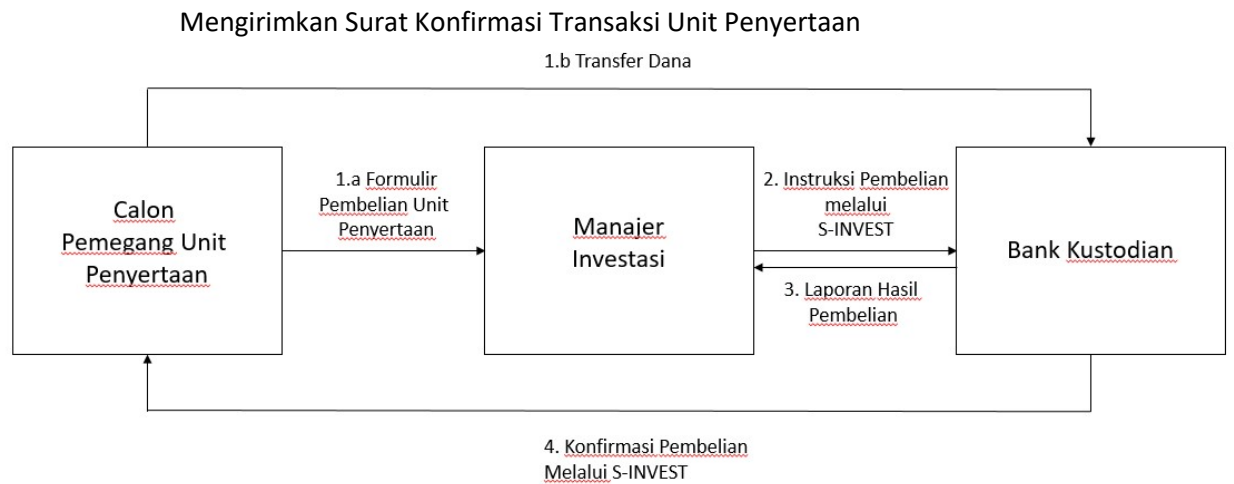 Mengirimkan Surat Konfirmasi Transaksi Unit Penyertaan
1.b Transfer Dana
Calon
Pemegang Unit
Penyertaan
1.a Formulir
Pembelian Unit
Penyertaan
Manajer
Investasi
2. Instruksi Pembelian
melalui
S-INVEST
3. Laporan Hasil
Pembelian
Bank Kustodian
4. Konfirmasi Pembelian
Melalui S-INVEST